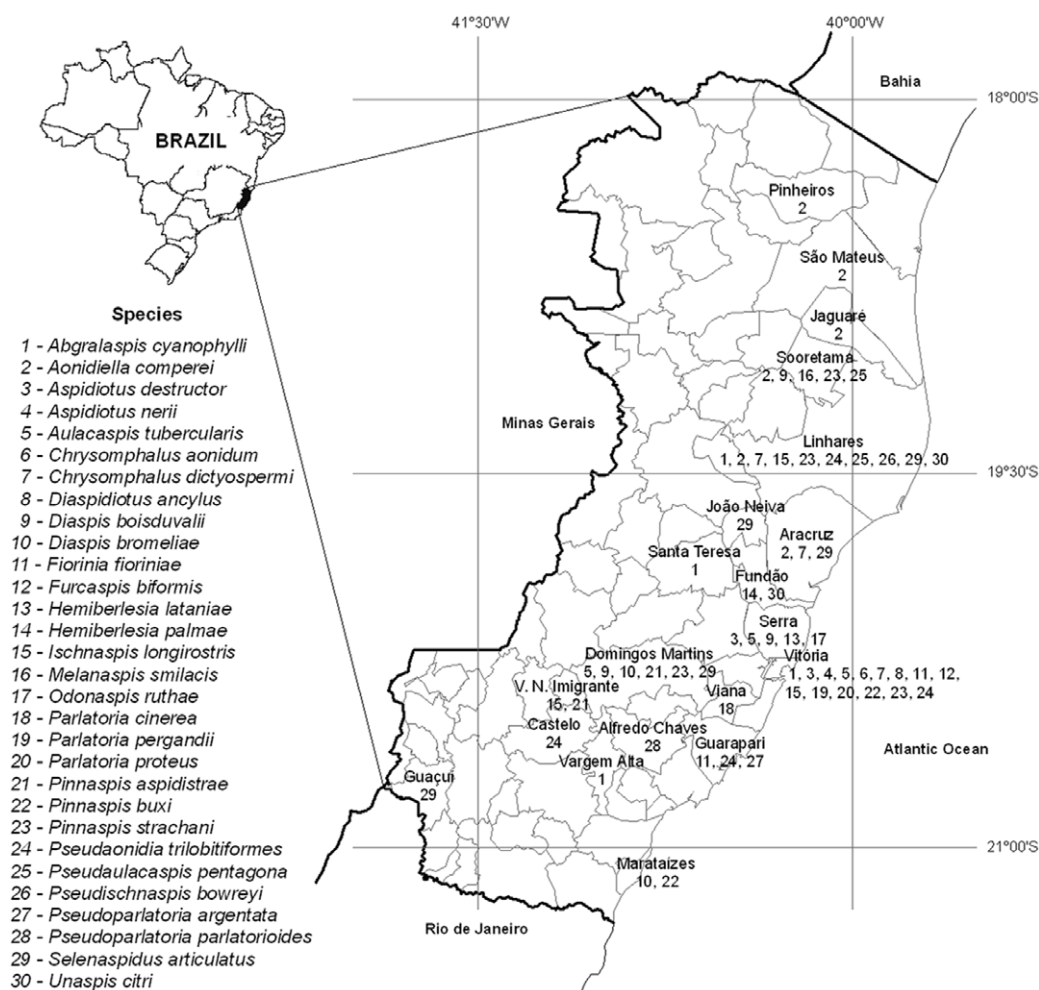 41°30'W
40°00'W
BRAZIL
Bahia
18°00'S
Pinheiros
2
São Mateus
2
Jaguaré
2
Sooretama
2, 9, 16, 23, 25
Minas Gerais
Linhares
1, 2, 7, 15, 23, 24, 25, 26, 29, 30
19°30'S
João Neiva
29
Aracruz
2, 7, 29
Santa Teresa
1
Fundão
14, 30
Serra
3, 5, 9, 13, 17
Domingos Martins
5, 9, 10, 21, 23, 29
Vitória
1, 3, 4, 5, 6, 7, 8, 11, 12,
15, 19, 20, 22, 23, 24
V. N. Imigrante
15, 21
Viana
18
Castelo
24
Alfredo Chaves
28
Guarapari
11, 24, 27
Atlantic Ocean
Vargem Alta
1
Guaçuí
29
21°00'S
Marataízes
10, 22
Rio de Janeiro
Species
1 - Abgralaspis cyanophylli
2 - Aonidiella comperei
3 - Aspidiotus destructor
4 - Aspidiotus nerii
5 - Aulacaspis tubercularis
6 - Chrysomphalus aonidum
7 - Chrysomphalus dictyospermi
8 - Diaspidiotus ancylus
9 - Diaspis boisduvalii
10 - Diaspis bromeliae
11 - Fiorinia fioriniae
12 - Furcaspis biformis
13 - Hemiberlesia lataniae
14 - Hemiberlesia palmae
15 - Ischnaspis longirostris
16 - Melanaspis smilacis
17 - Odonaspis ruthae
18 - Parlatoria cinerea
19 - Parlatoria pergandii
20 - Parlatoria proteus
21 - Pinnaspis aspidistrae
22 - Pinnaspis buxi
23 - Pinnaspis strachani
24 - Pseudaonidia trilobitiformes
25 - Pseudaulacaspis pentagona
26 - Pseudischnaspis bowreyi
27 - Pseudoparlatoria argentata
28 - Pseudoparlatoria parlatorioides
29 - Selenaspidus articulatus
30 - Unaspis citri